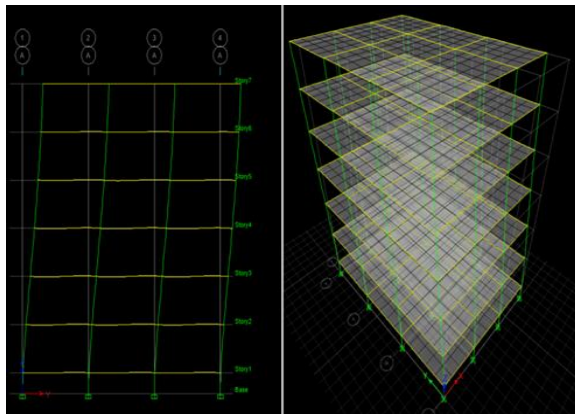 1 2 3 4
A A A A
Story7
Story6
Story5
Story4
Story3
Story2
Story1
Base
Y
Y